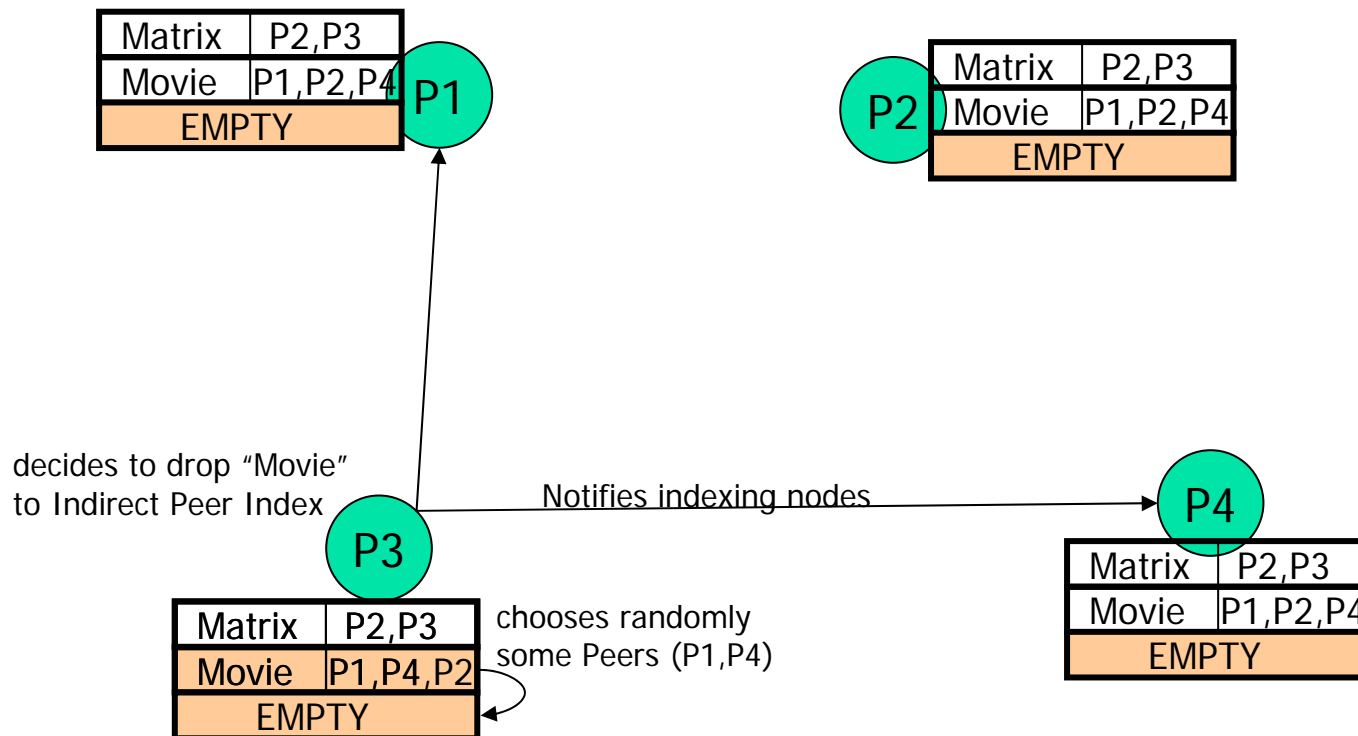 Matrix P2,P3
Movie P1,P2,P4
EMPTY
P1
P2
Matrix P2,P3
Movie P1,P2,P4
EMPTY
decides to drop “Movie”
to Indirect Peer Index
Notifies indexing nodes
P3
P4
Matrix P2,P3
Movie P1,P4,P2
EMPTY
chooses randomly
some Peers (P1,P4)
Matrix P2,P3
Movie P1,P2,P4
EMPTY